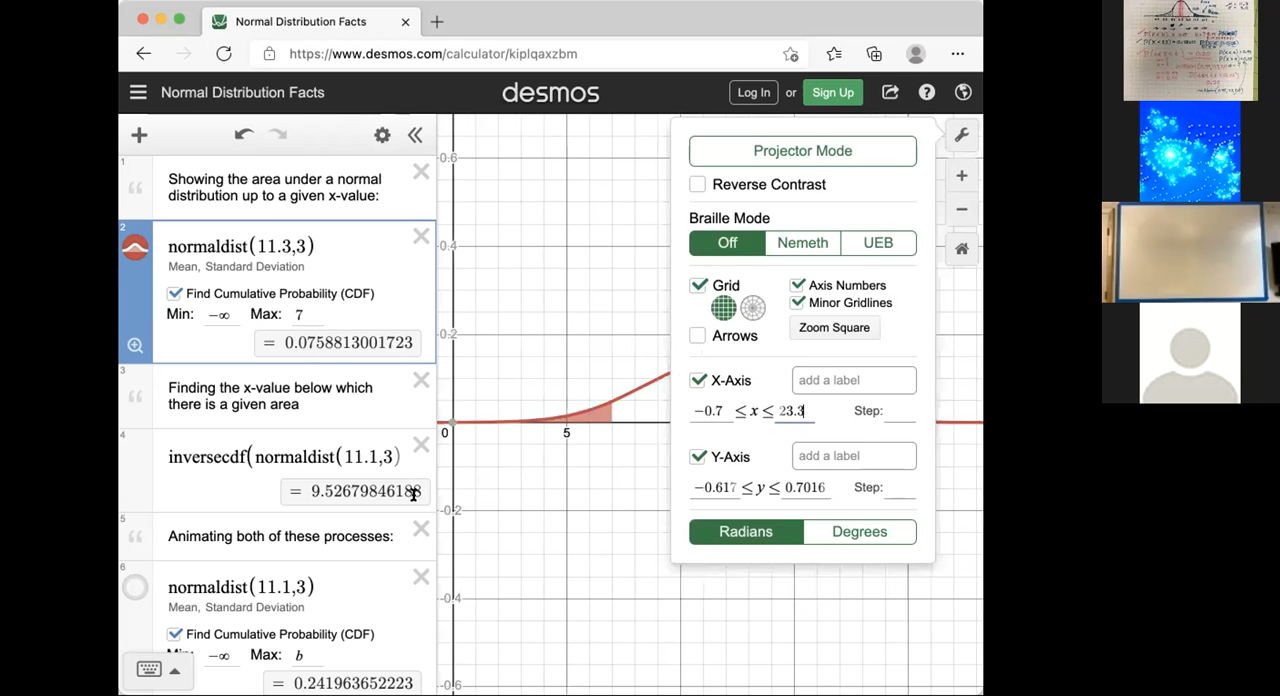 Normal Distribution Facts
https://www.desmos.com/calculator/kiplqaxzbm
Normal Distribution Facts
desmos
Log In or Sign Up
1
Showing the area under a normal
distribution up to a given x-value:
2
normaldist(11.3,3)
Mean, Standard Deviation
Find Cumulative Probability (CDF)
Min: −∞ Max: 7
= 0.0758813001723
3
Finding the x-value below which
there is a given area
4
inversecdf(normaldist(11.1,3)
= 9.52679846188
5
Animating both of these processes:
6
normaldist(11.1,3)
Mean, Standard Deviation
Find Cumulative Probability (CDF)
Min: −∞ Max: b
= 0.241963652223
0.6
0.4
0.2
0
5
-0.2
-0.4
-0.6
Projector Mode
Reverse Contrast
Braille Mode
Off Nemeth UEB
Grid
Axis Numbers
Minor Gridlines
Arrows
Zoom Square
X-Axis add a label
−0.7 ≤ x ≤ 23.3 Step:
Y-Axis add a label
−0.617 ≤ y ≤ 0.7016 Step:
Radians Degrees